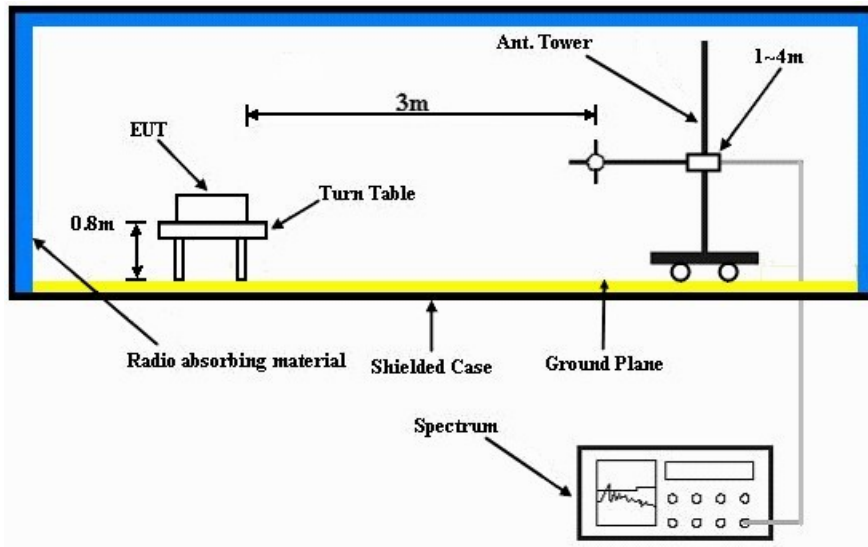 Ant. Tower
1~4m
3m
EUT
Turn Table
0.8m
Radio absorbing material
Shielded Case
Ground Plane
Spectrum